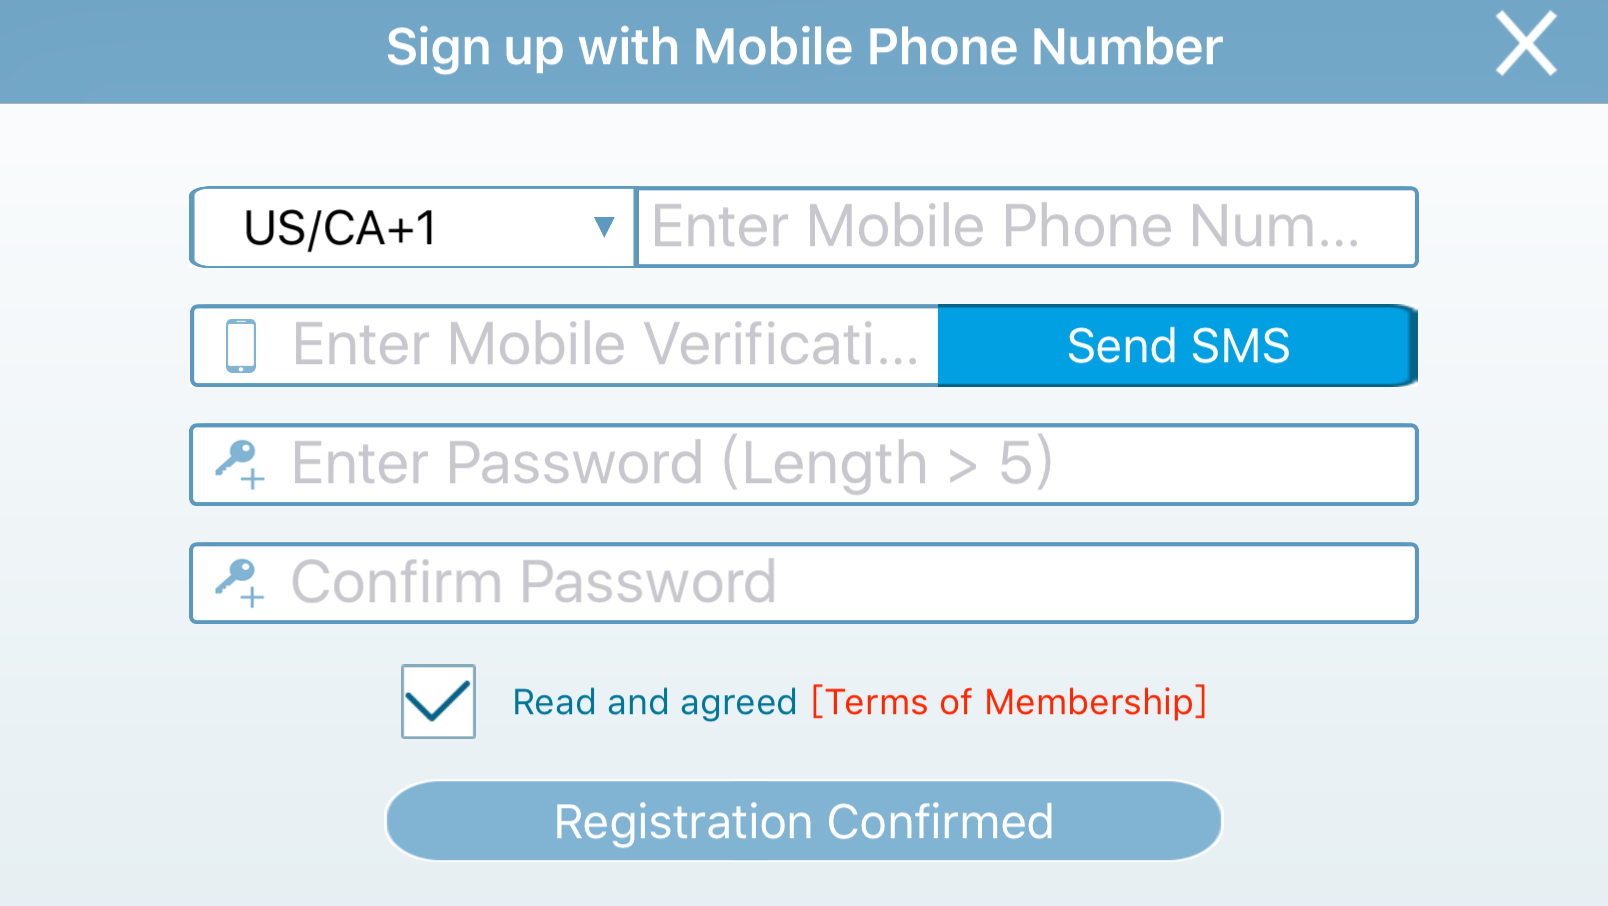 Sign up with Mobile Phone Number
US/CA+1 Enter Mobile Phone Num...
Enter Mobile Verificati... Send SMS
Enter Password (Length > 5)
Confirm Password
Read and agreed [Terms of Membership]
Registration Confirmed